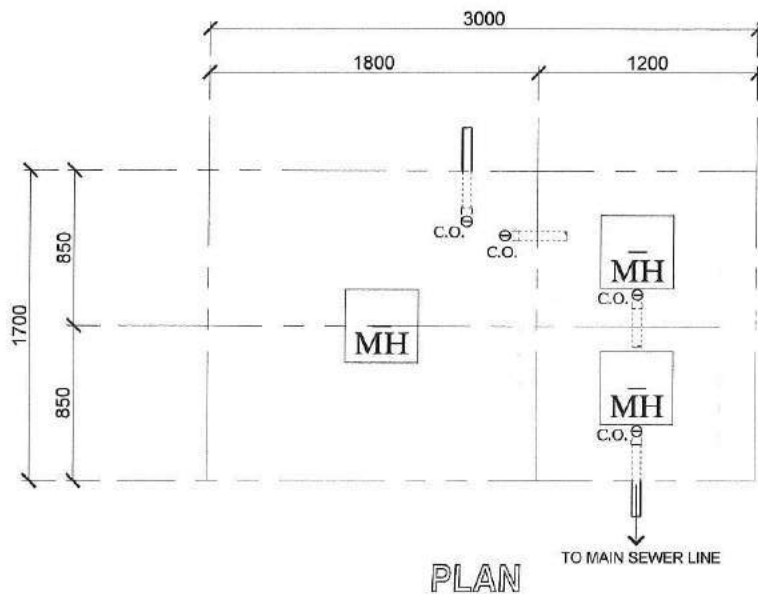 3000
1800
1200
C.O.
C.O.
850
MH
C.O.
1700
MH
850
MH
C.O.
TO MAIN SEWER LINE
PLAN